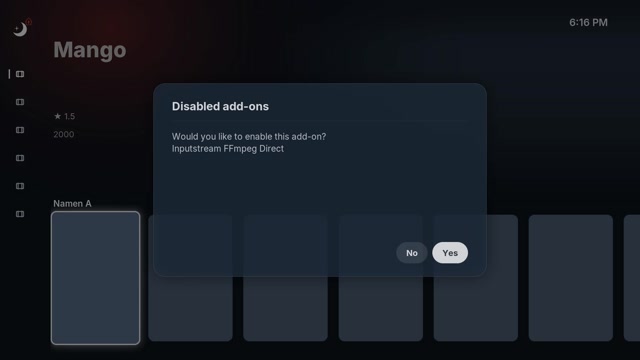 6:16 PM
Mango
Disabled add-ons
Would you like to enable this add-on?
Inputstream FFmpeg Direct
★ 1.5
2000
Namen A
No
Yes